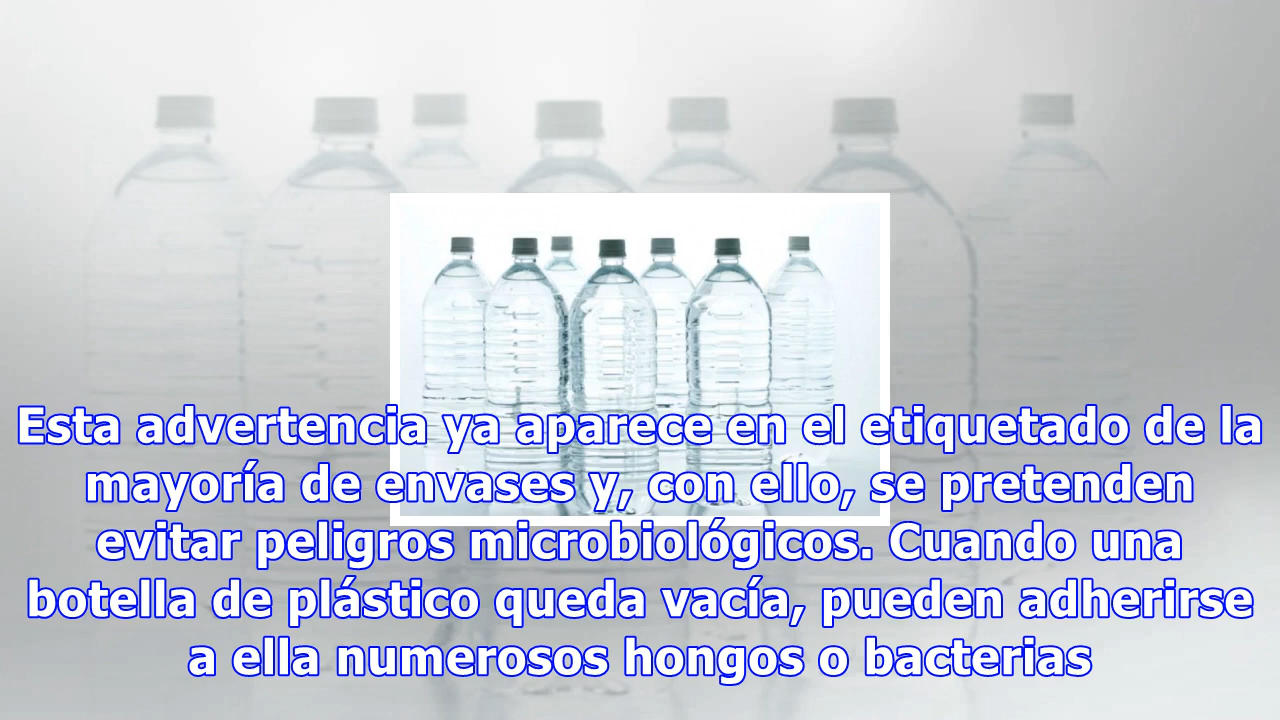 Esta advertencia ya aparece en el etiquetado de la
mayoría de envases y, con ello, se pretenden
evitar peligros microbiológicos. Cuando una
botella de plástico queda vacía, pueden adherirse
a ella numerosos hongos o bacterias